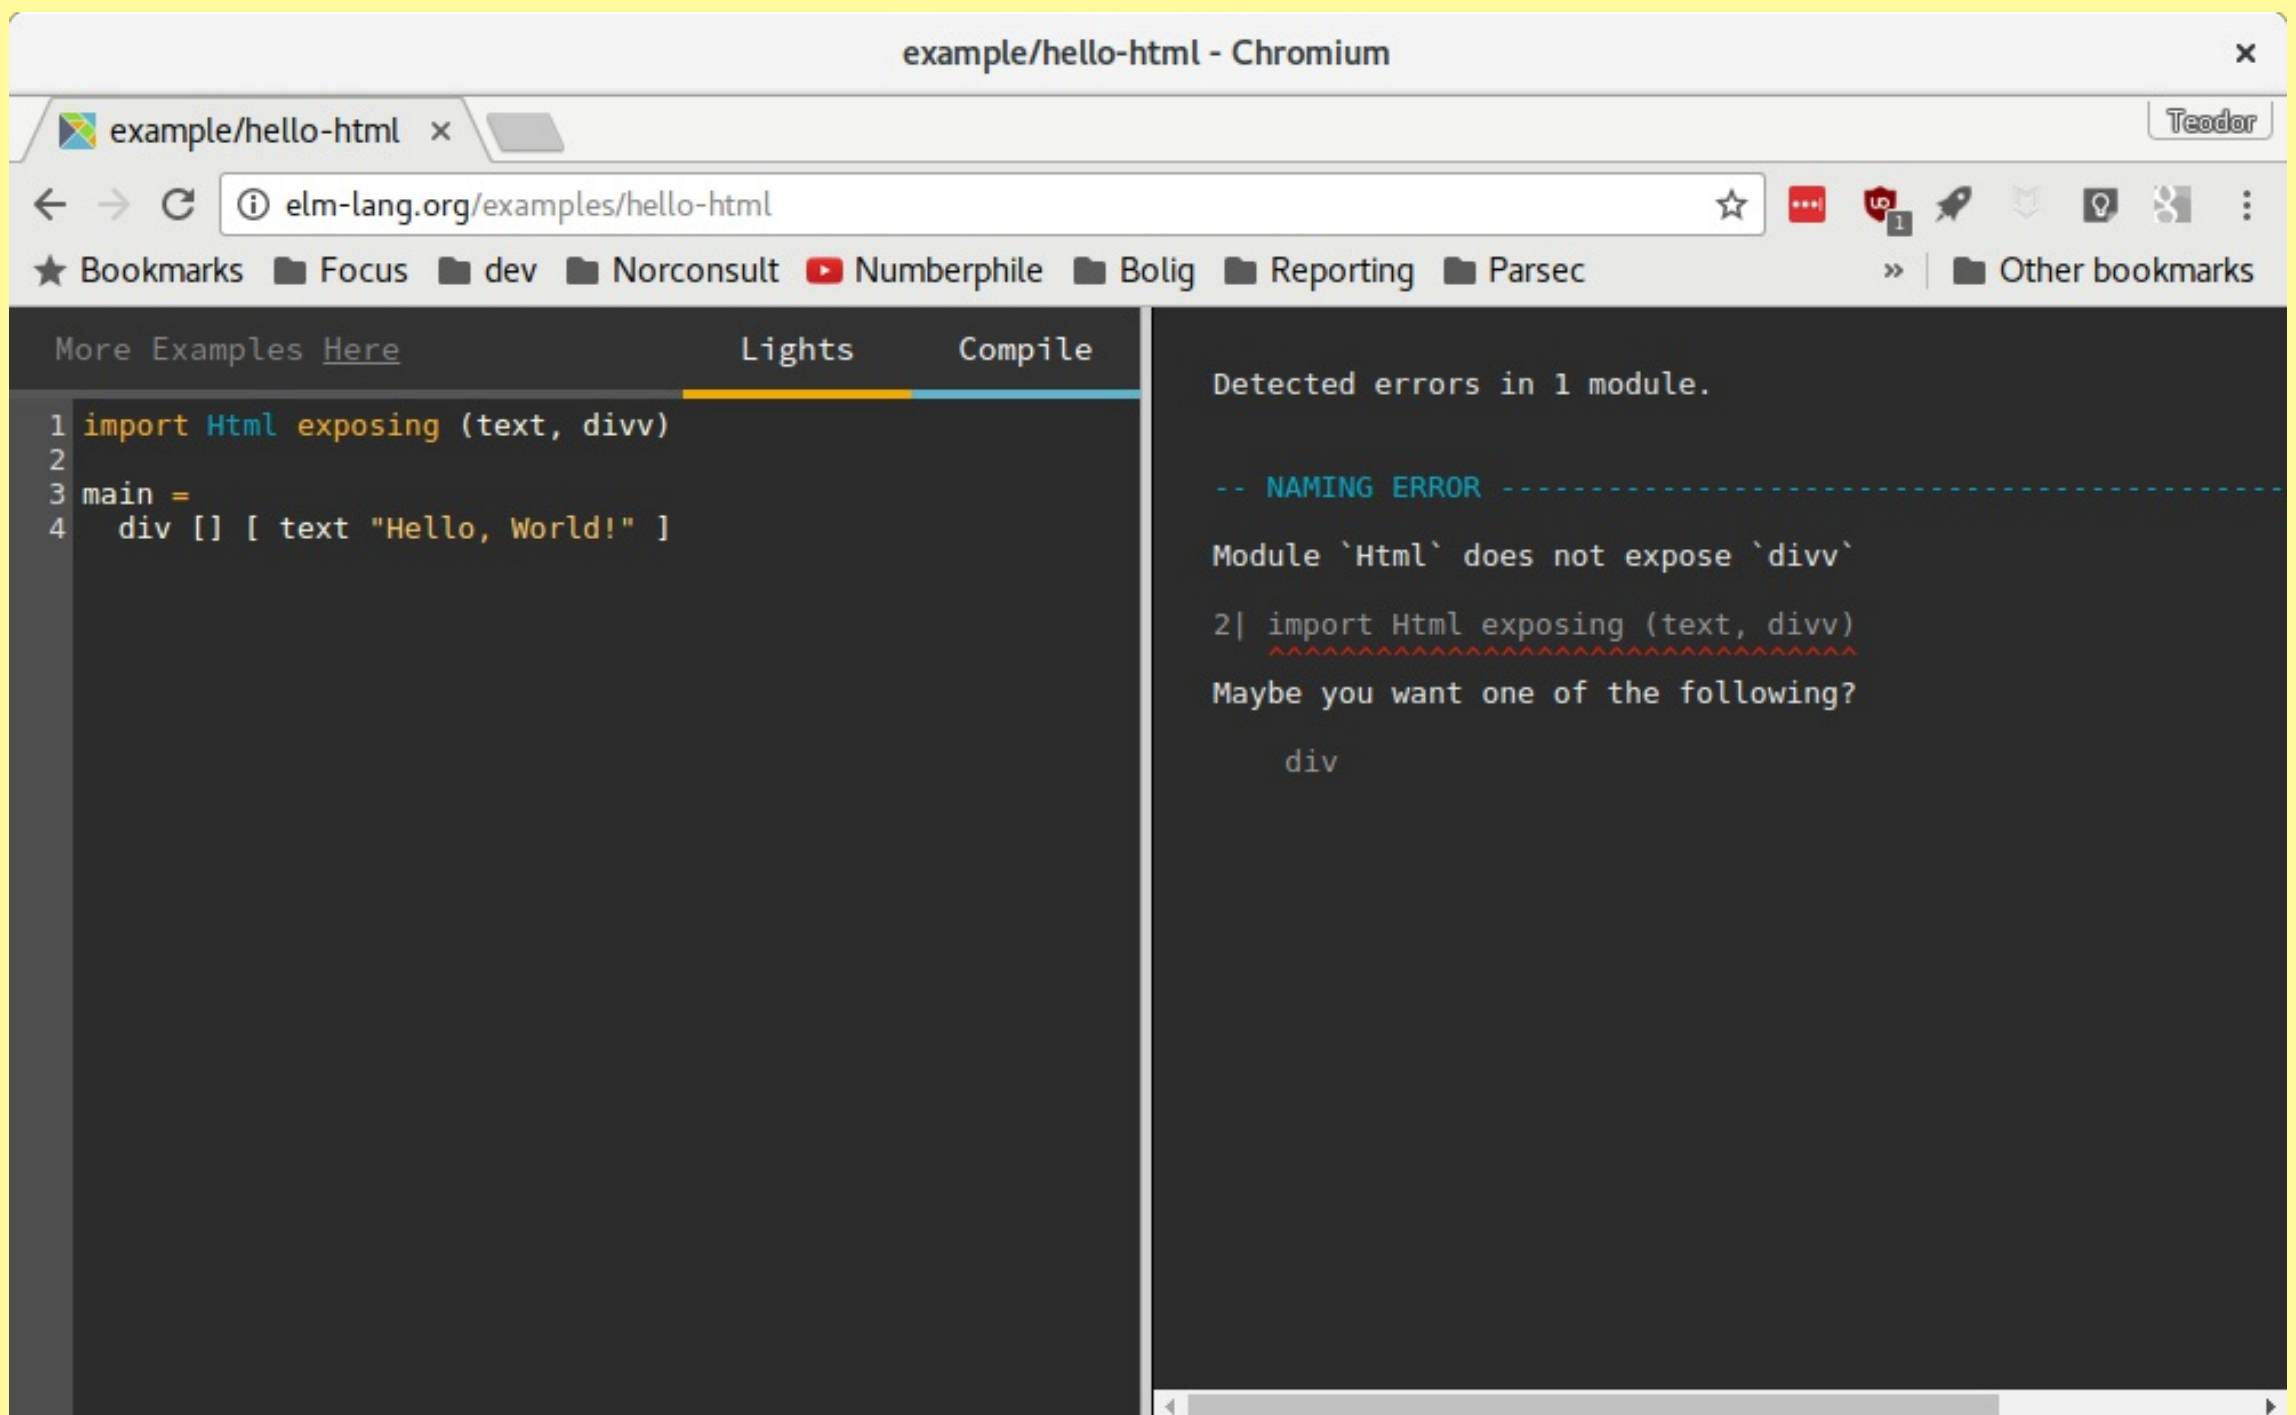 example/hello-html - Chromium
example/hello-html
Teodor
elm-lang.org/examples/hello-html
1
Bookmarks Focus dev Norconsult Numberphile Bolig Reporting Parsec » Other bookmarks
More Examples Here Lights Compile
1 import Html exposing (text, divv)
2
3 main =
4   div [] [ text "Hello, World!" ]
Detected errors in 1 module.
-- NAMING ERROR --------------------------------------------
Module `Html` does not expose `divv`
2| import Html exposing (text, divv)
   ^^^^^^^^^^^^^^^^^^^^^^^^^^^^^^^^^
Maybe you want one of the following?
    div